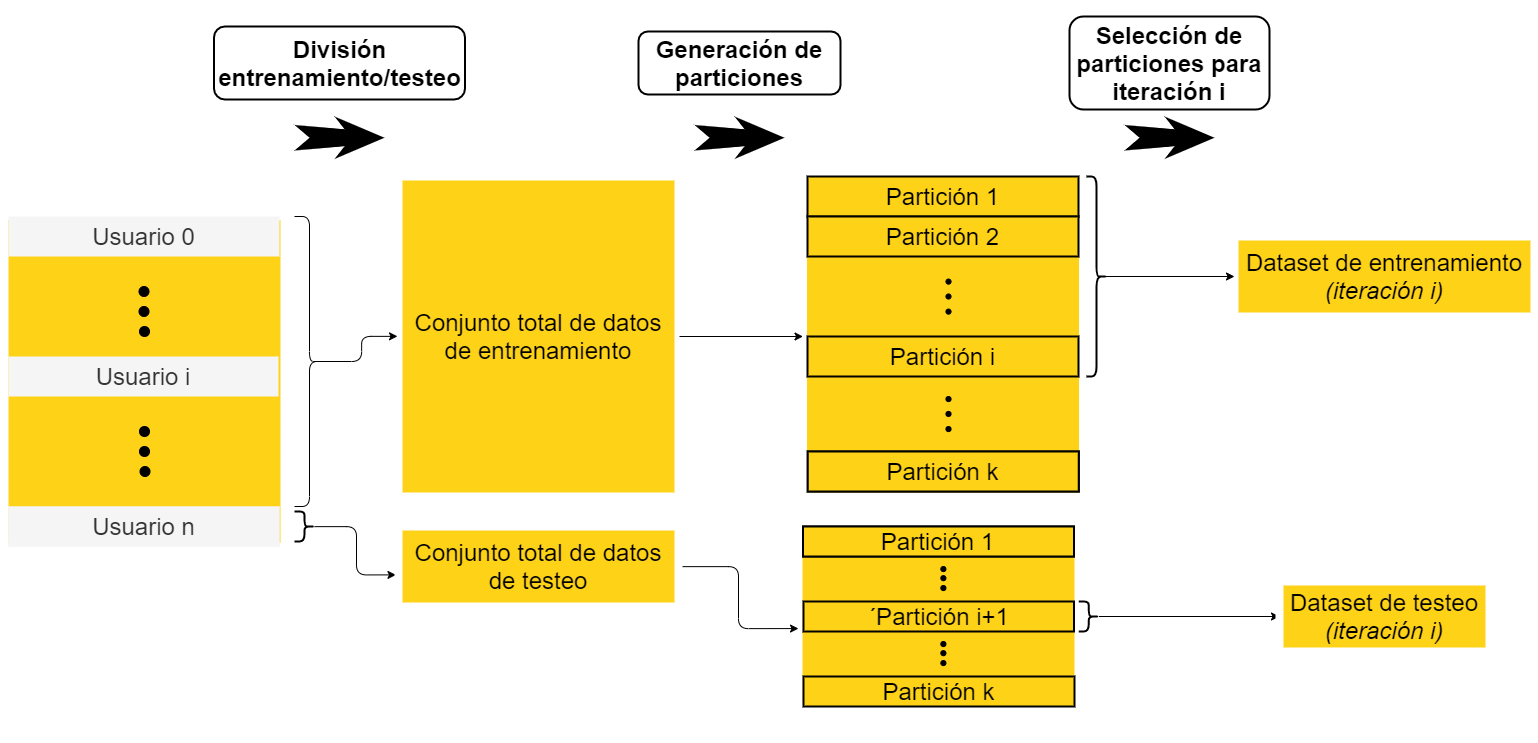 División
entrenamiento/testeo
Generación de
particiones
Selección de
particiones para
iteración i
Usuario 0
Usuario i
Usuario n
Conjunto total de datos
de entrenamiento
Conjunto total de datos
de testeo
Partición 1
Partición 2
Partición i
Partición k
Partición 1
´Partición i+1
Partición k
Dataset de entrenamiento
(iteración i)
Dataset de testeo
(iteración i)